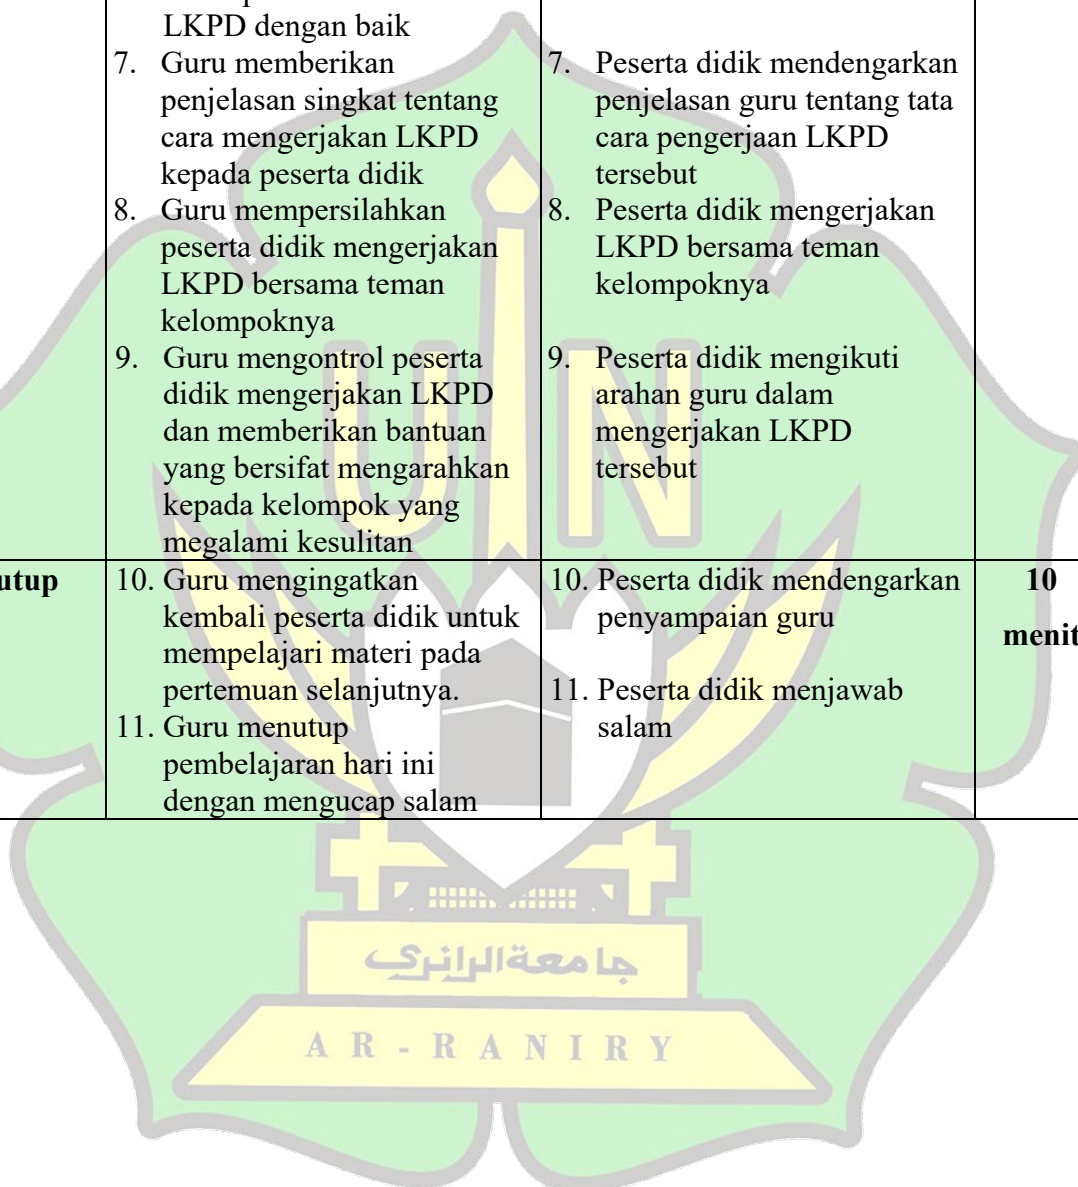 LKPD dengan baik
7. Guru memberikan
penjelasan singkat tentang
cara mengerjakan LKPD
kepada peserta didik
8. Guru mempersilahkan
peserta didik mengerjakan
LKPD bersama teman
kelompoknya
9. Guru mengontrol peserta
didik mengerjakan LKPD
dan memberikan bantuan
yang bersifat mengarahkan
kepada kelompok yang
megalami kesulitan
7. Peserta didik mendengarkan
penjelasan guru tentang tata
cara pengerjaan LKPD
tersebut
8. Peserta didik mengerjakan
LKPD bersama teman
kelompoknya
9. Peserta didik mengikuti
arahan guru dalam
mengerjakan LKPD
tersebut
utup
10. Guru mengingatkan
kembali peserta didik untuk
mempelajari materi pada
pertemuan selanjutnya.
11. Guru menutup
pembelajaran hari ini
dengan mengucap salam
10. Peserta didik mendengarkan
penyampaian guru
11. Peserta didik menjawab
salam
10
menit
UIN
جامعة الرانري
AR-RANIRY